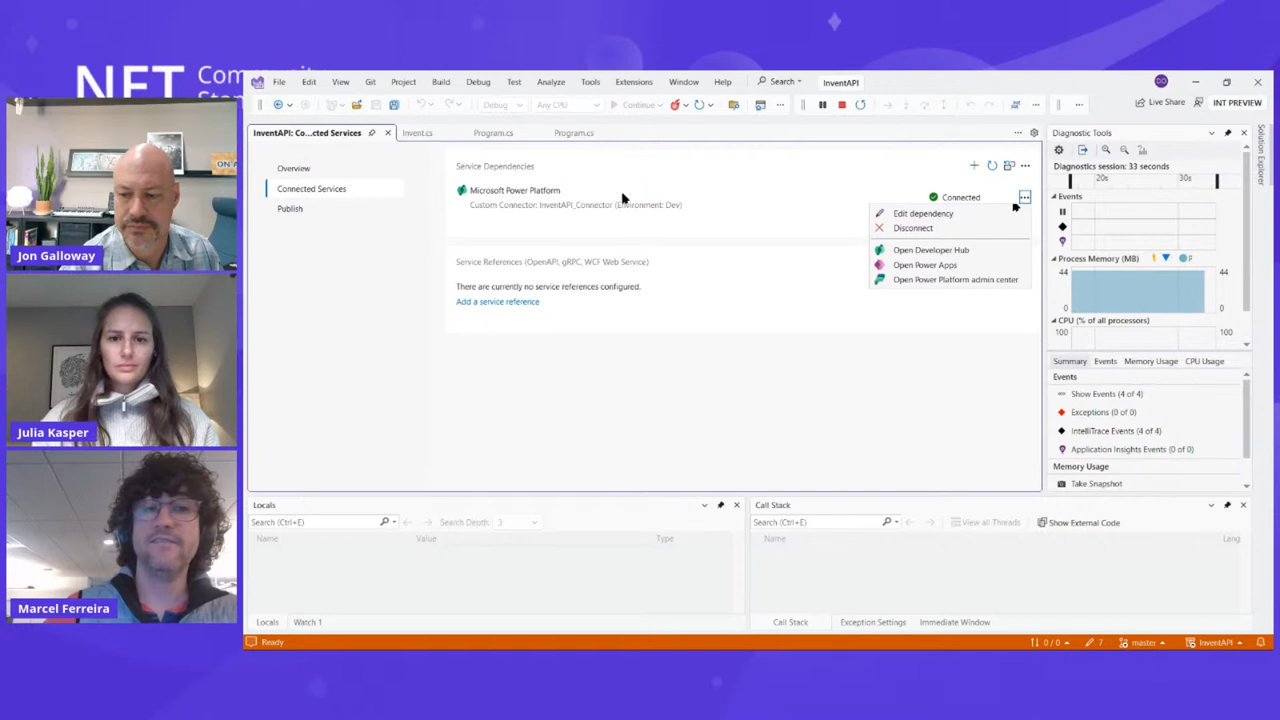 .NET Community
Jon Galloway
Julia Kasper
Marcel Ferreira
File Edit View Git Project Build Debug Test Analyze Tools Extensions Window Help Search InventAPI DO
Debug Any CPU Continue Live Share INT PREVIEW
InventAPI: Co...cted Services Invent.cs Program.cs Program.cs
Overview
Connected Services
Publish
Service Dependencies
Microsoft Power Platform
Custom Connector: InventAPI_Connector (Environment: Dev)
Connected
Edit dependency
Disconnect
Open Developer Hub
Open Power Apps
Open Power Platform admin center
Service References (OpenAPI, gRPC, WCF Web Service)
There are currently no service references configured.
Add a service reference
Diagnostic Tools
Diagnostics session: 33 seconds
20s 30s
Events
Process Memory (MB) P
44 44
0 0
CPU (% of all processors)
100 100
Summary Events Memory Usage CPU Usage
Events
Show Events (4 of 4)
Exceptions (0 of 0)
IntelliTrace Events (4 of 4)
Application Insights Events (0 of 0)
Memory Usage
Take Snapshot
Solution Explorer
Locals
Search (Ctrl+E) Search Depth: 3
Name Value Type
Locals Watch 1
Call Stack
Search (Ctrl+E) View all Threads Show External Code
Name Lang
Call Stack Exception Settings Immediate Window
Ready 0 / 0 7 master InventAPI